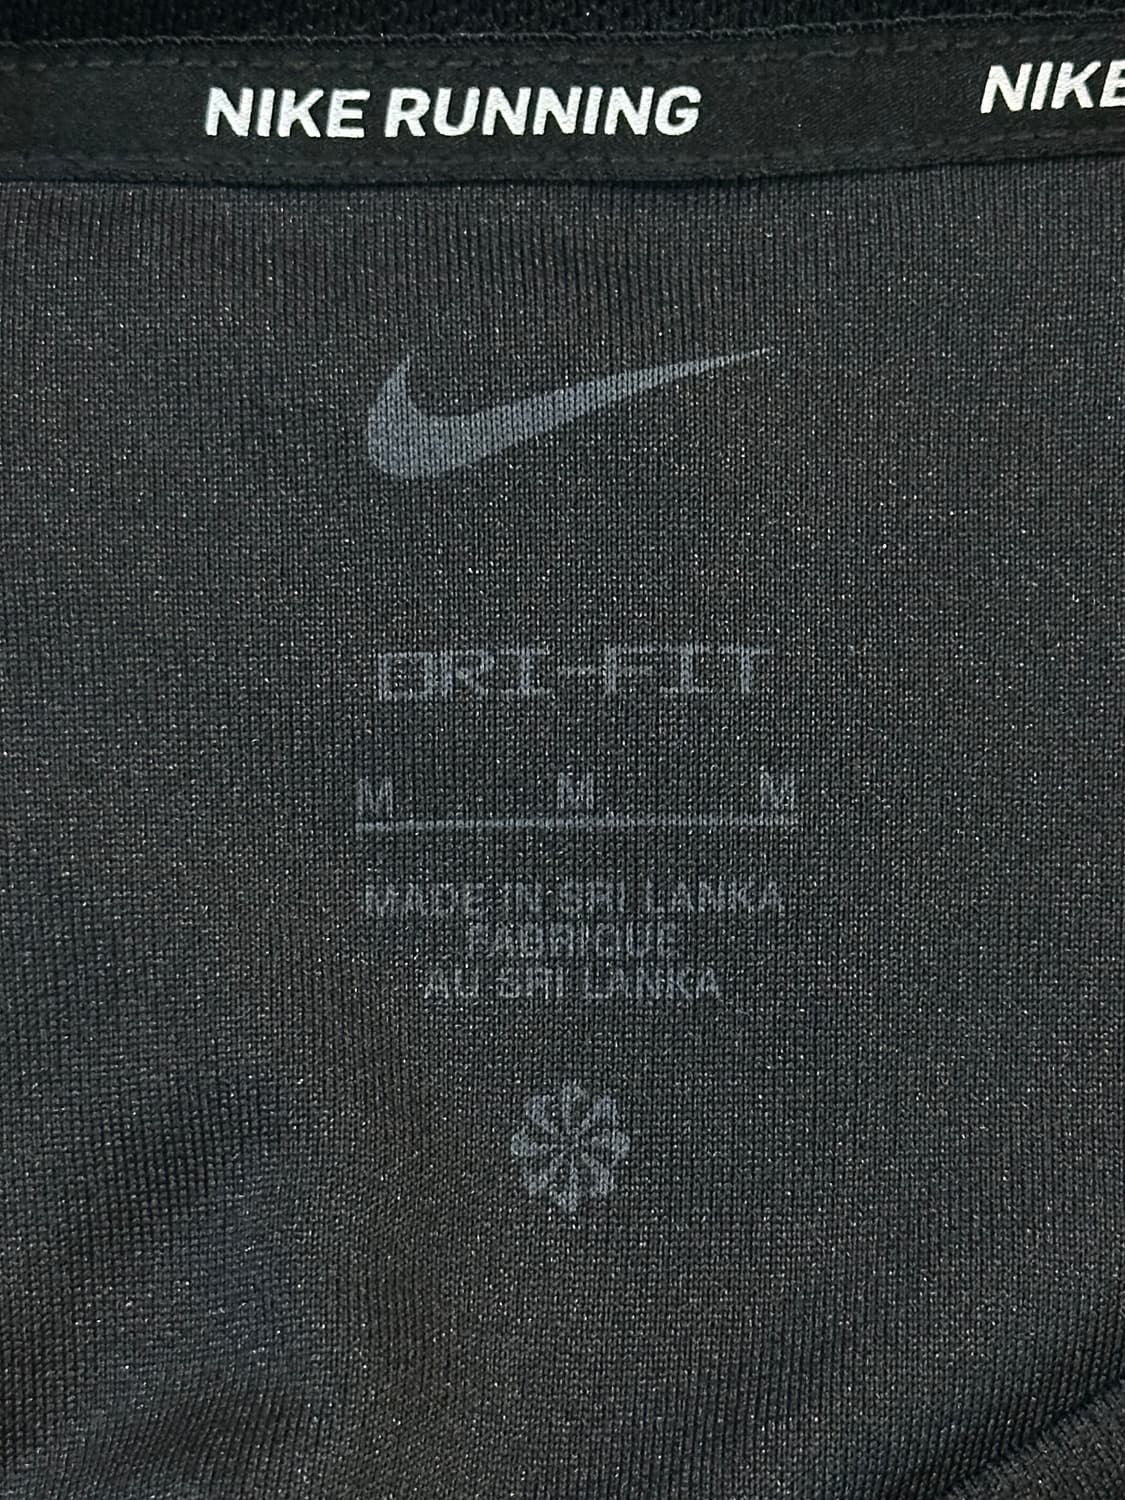 NIKE RUNNING NIKE
DRI-FIT
M M M
MADE IN SRI LANKA
FABRIQUE
AU SRI LANKA